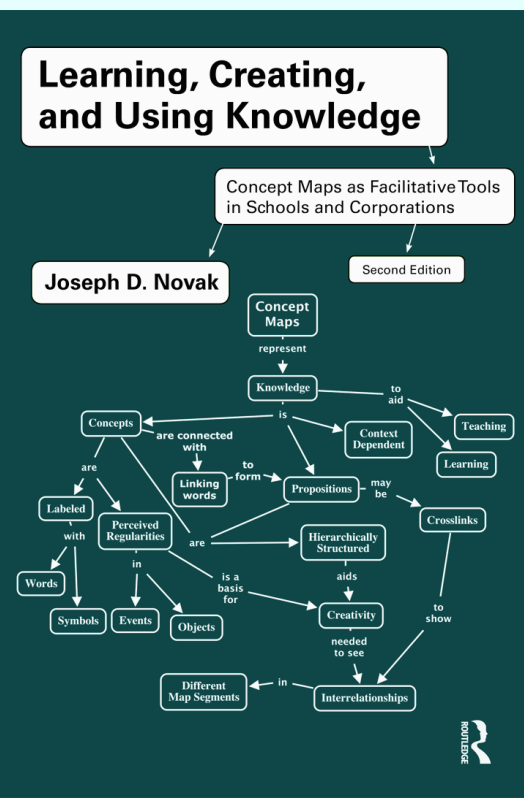 Learning, Creating,
and Using Knowledge
Concept Maps as Facilitative Tools
in Schools and Corporations
Joseph D. Novak
Second Edition
Concept
Maps
represent
Knowledge
to
aid
Teaching
Learning
is
Concepts
are connected
with
Context
Dependent
Linking
words
to
form
Propositions
may
be
Crosslinks
are
Labeled
with
Perceived
Regularities
in
are
Hierarchically
Structured
aids
Words
Symbols
Events
Objects
is a
basis
for
Creativity
to
show
needed
to see
Different
Map Segments
in
Interrelationships
ROUTLEDGE